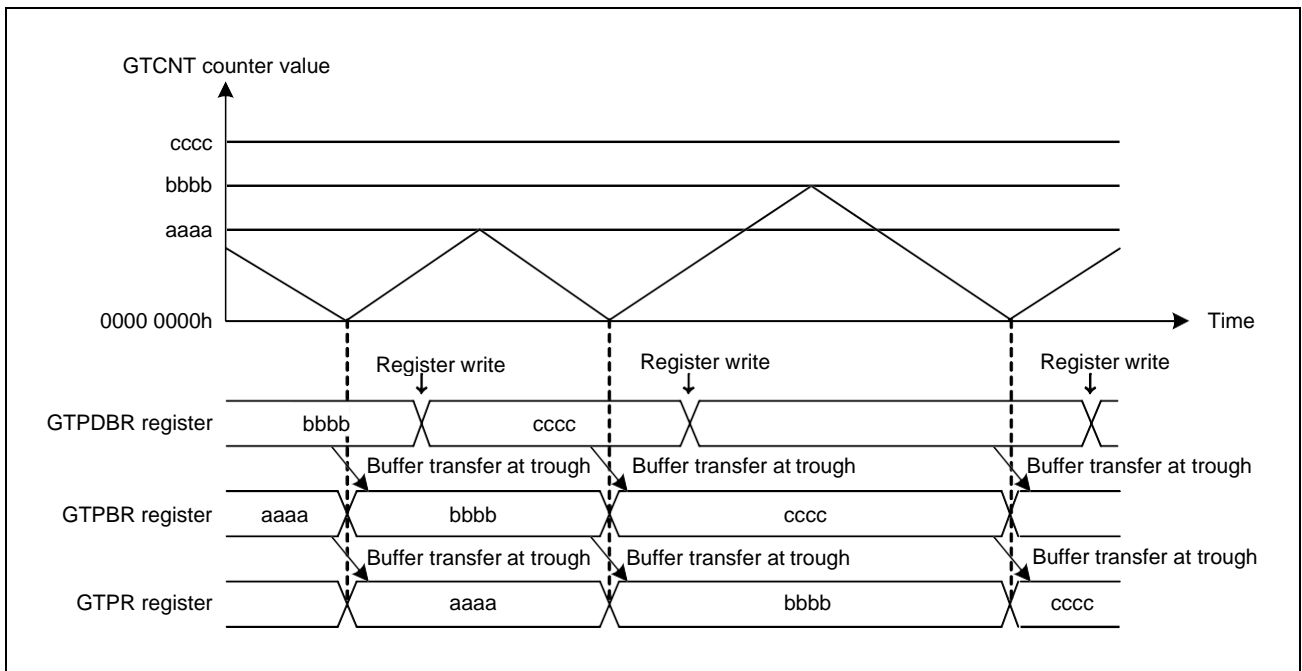 GTCNT counter value
cccc
bbbb
aaaa
0000 0000h
Time
Register write Register write Register write
GTPDBR register bbbb cccc
Buffer transfer at trough Buffer transfer at trough Buffer transfer at trough
GTPBR register aaaa bbbb cccc
Buffer transfer at trough Buffer transfer at trough Buffer transfer at trough
GTPR register aaaa bbbb cccc